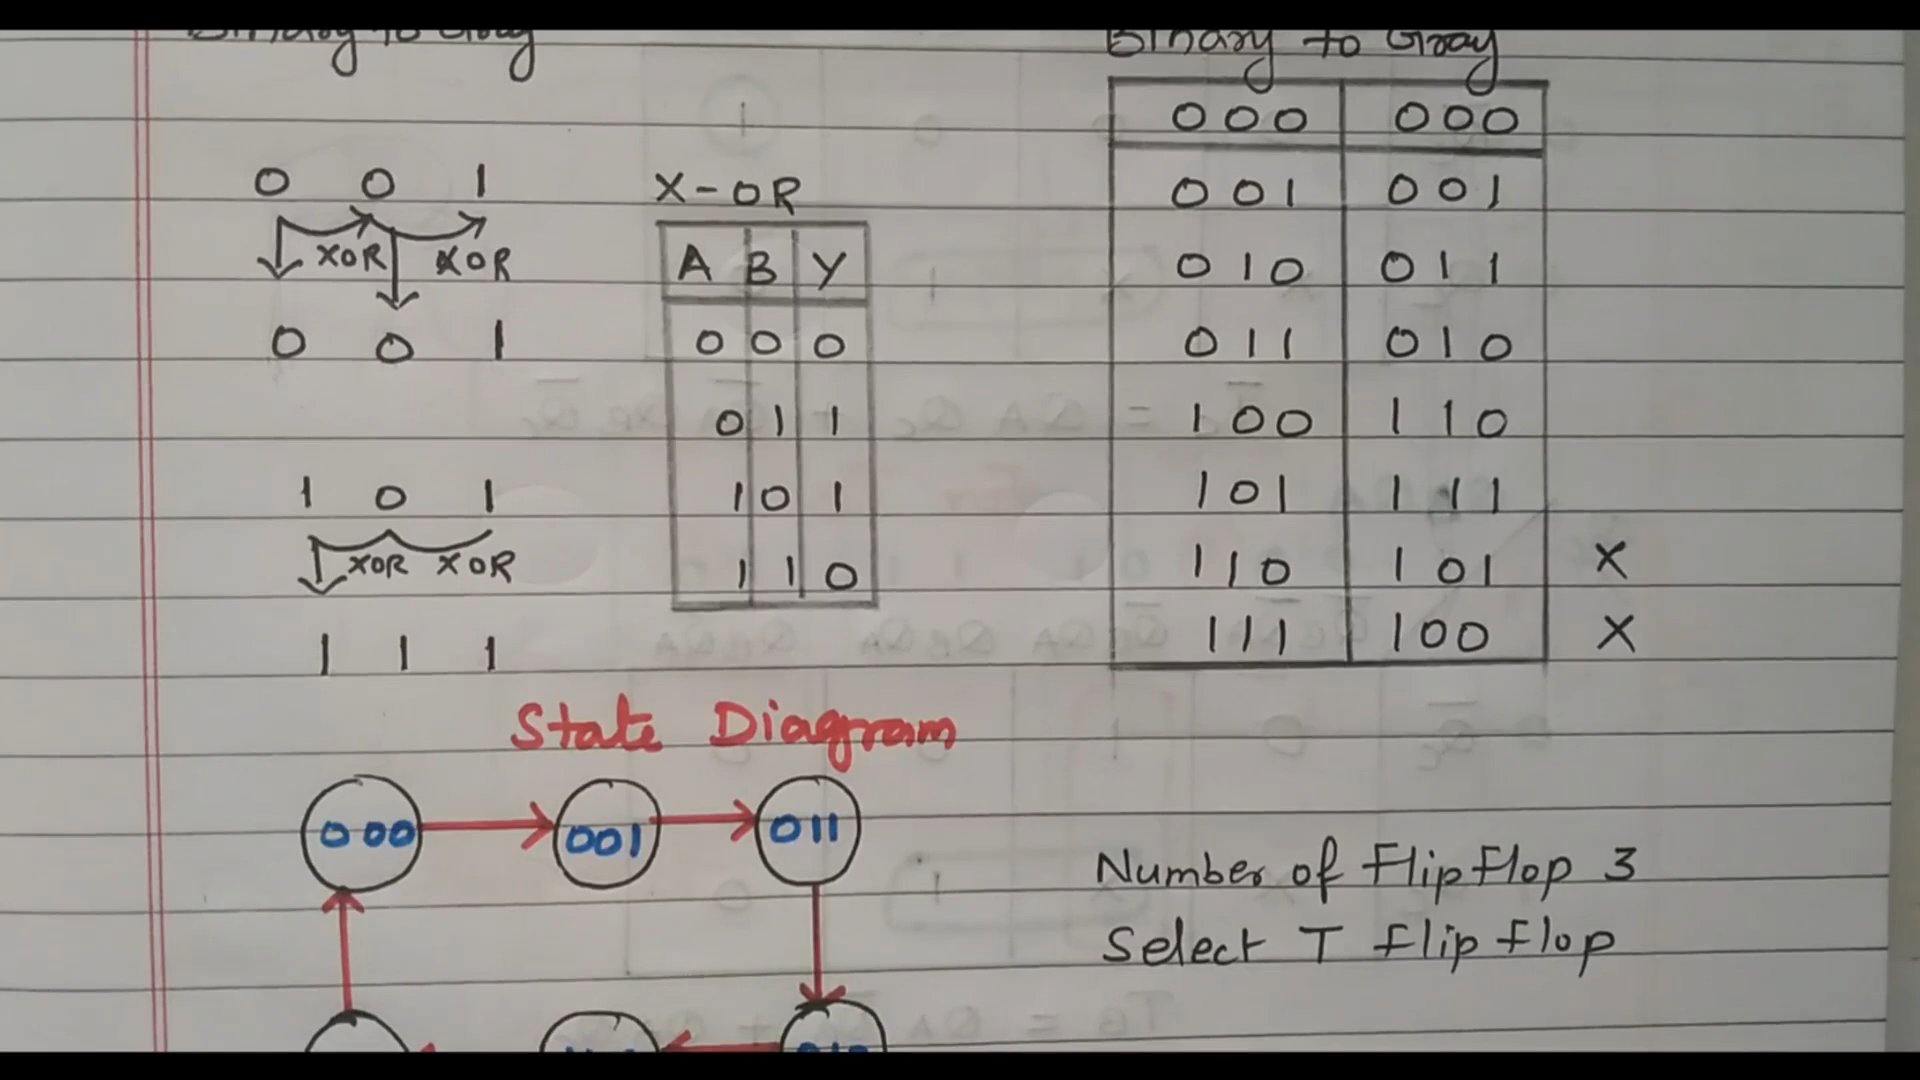 Binary to Gray
0 0 1
XOR XOR
0 0 1
1 0 1
XOR XOR
1 1 1
X-OR
A B Y
0 0 0
0 1 1
1 0 1
1 1 0
Binary to Gray
000 000
001 001
010 011
011 010
100 110
101 111
110 101 X
111 100 X
State Diagram
000 001 011
Number of Flip Flop 3
Select T flip flop